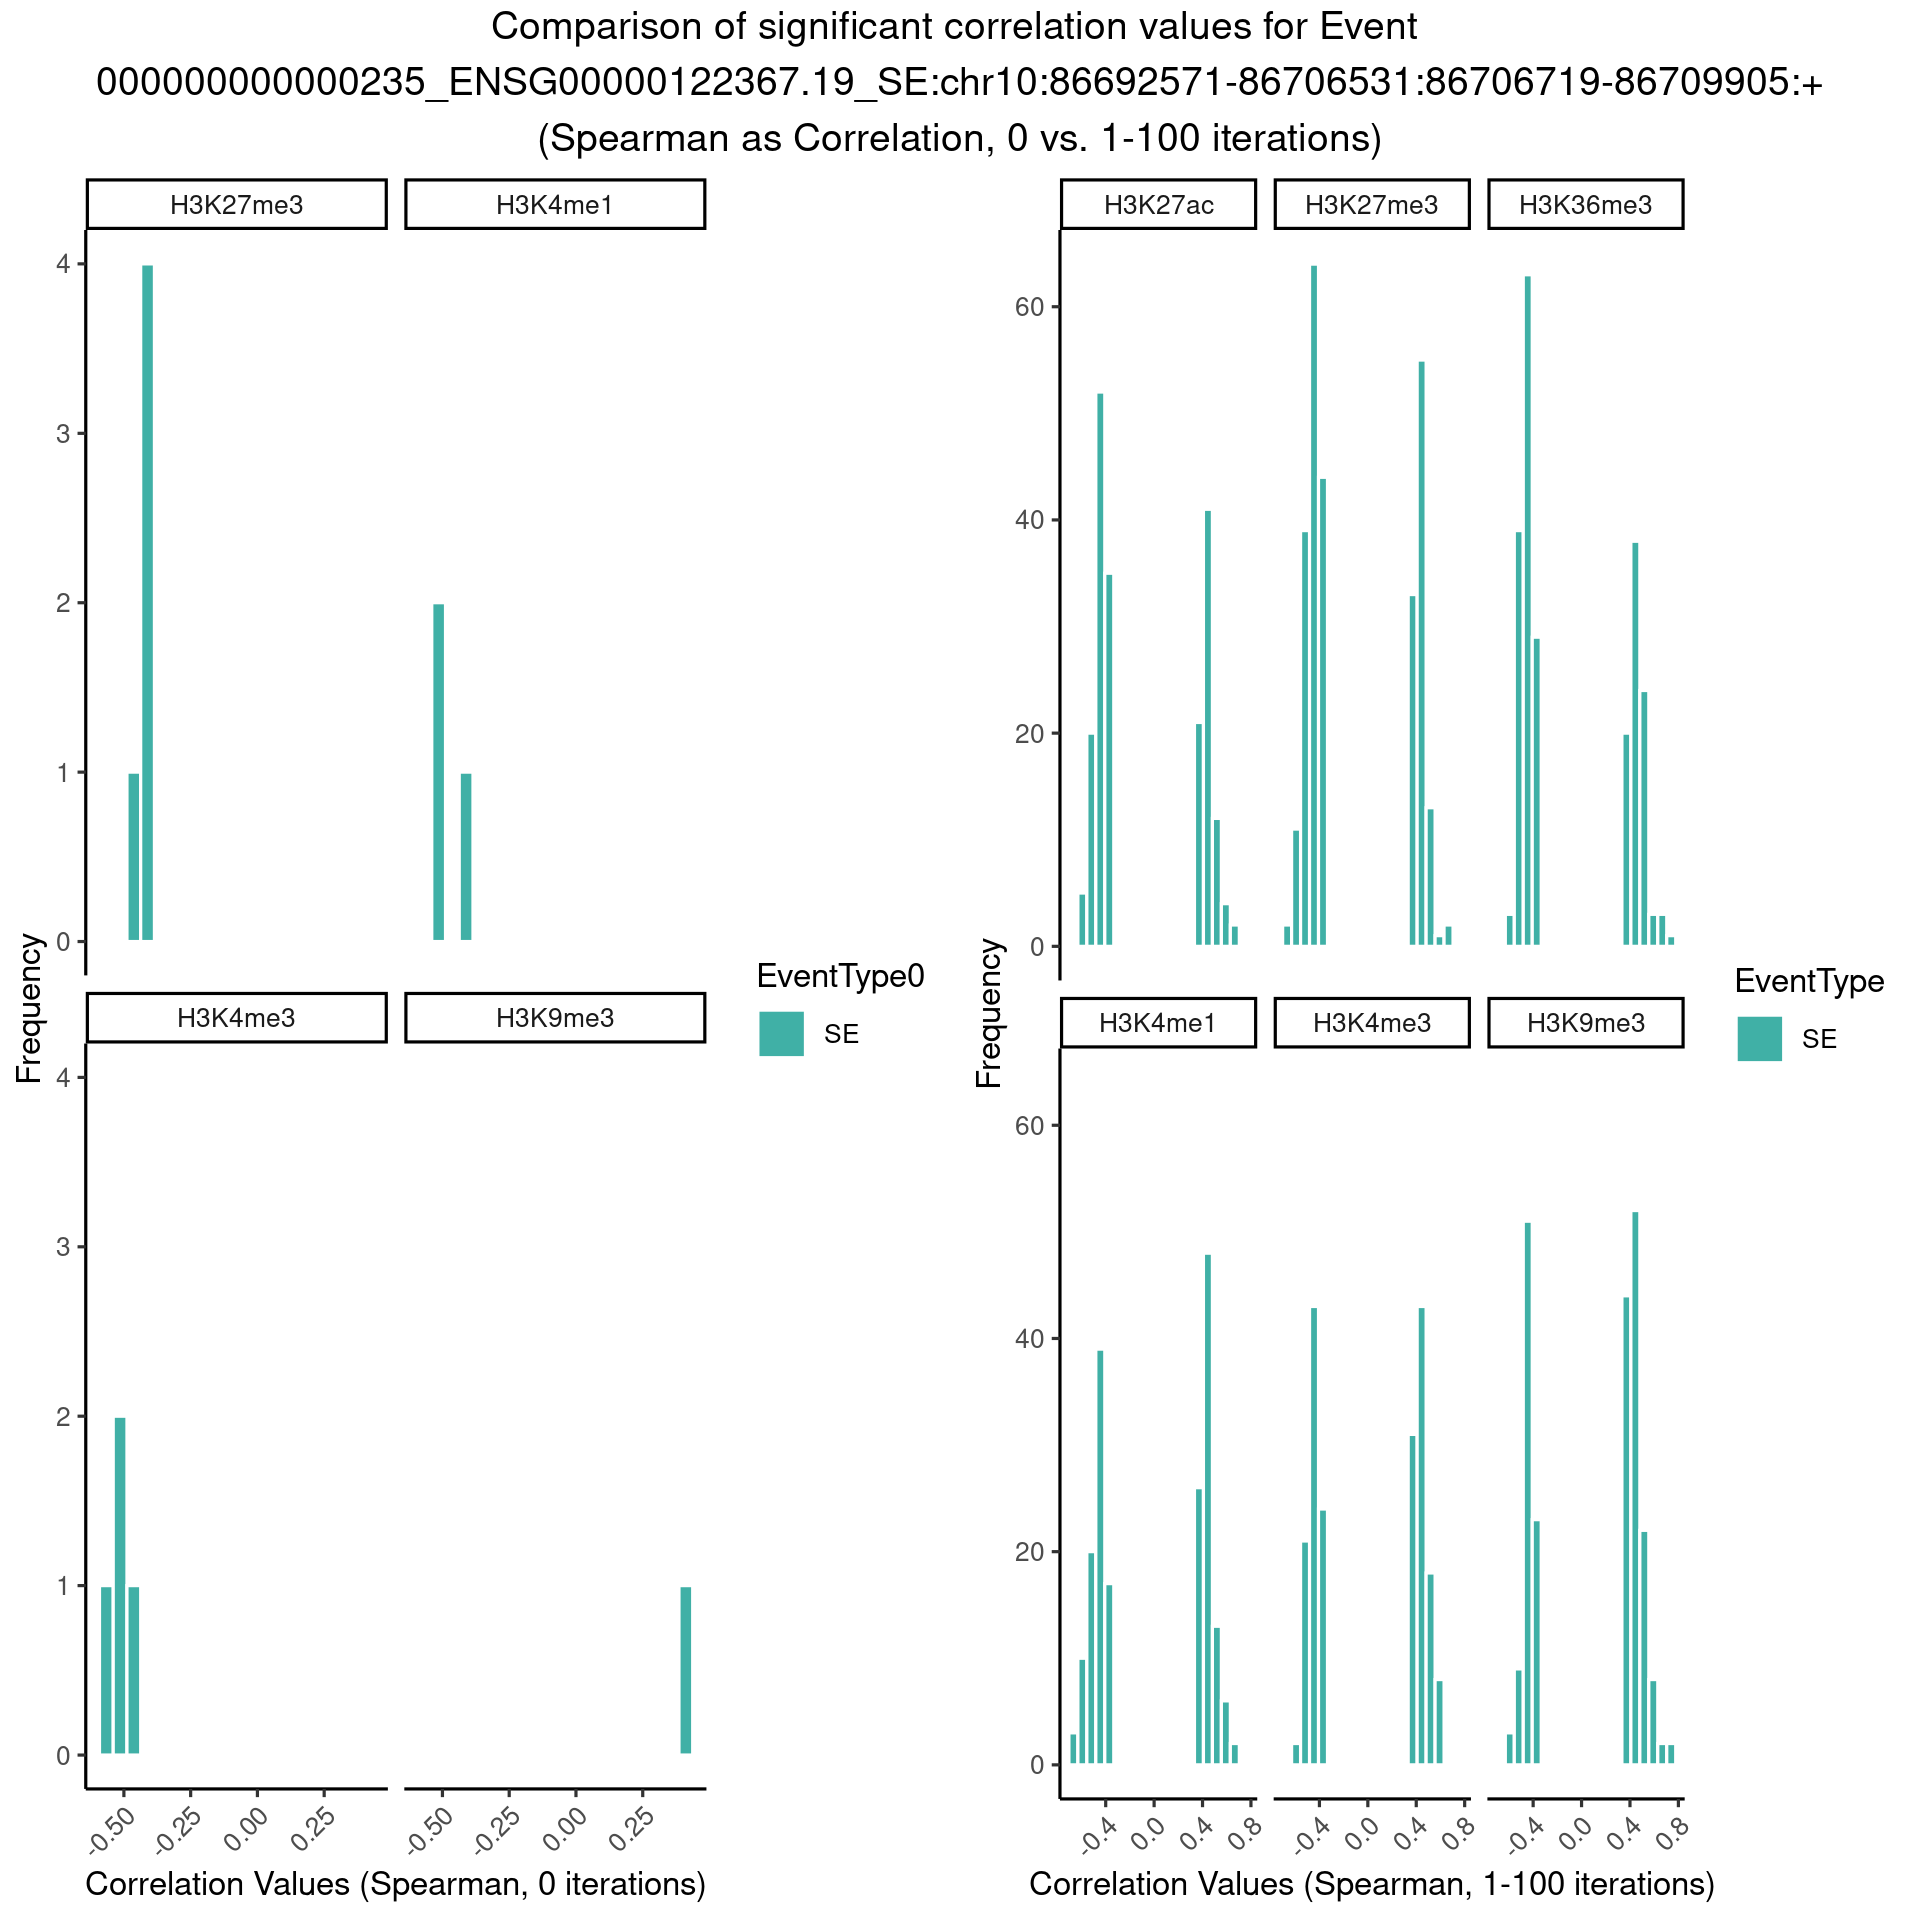 Comparison of significant correlation values for Event
000000000000235_ENSG00000122367.19_SE:chr10:86692571-86706531:86706719-86709905:+
(Spearman as Correlation, 0 vs. 1-100 iterations)
H3K27me3
H3K4me1
4
3
2
1
0
H3K4me3
H3K9me3
4
3
2
1
0
-0.50
-0.25
0.00
0.25
-0.50
-0.25
0.00
0.25
Frequency
Correlation Values (Spearman, 0 iterations)
EventType0
SE
H3K27ac
H3K27me3
H3K36me3
60
40
20
0
H3K4me1
H3K4me3
H3K9me3
60
40
20
0
-0.4
0.0
0.4
0.8
-0.4
0.0
0.4
0.8
-0.4
0.0
0.4
0.8
Frequency
Correlation Values (Spearman, 1-100 iterations)
EventType
SE